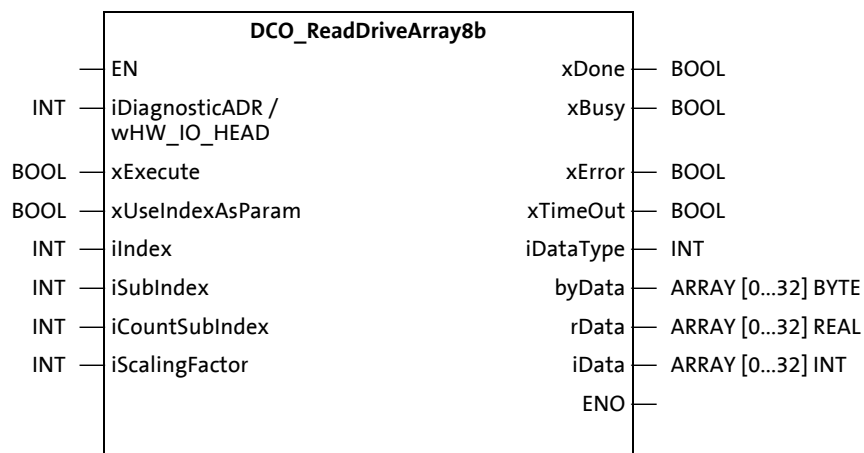 DCO_ReadDriveArray8b
EN xDone BOOL
INT iDiagnosticADR / xBusy BOOL
wHW_IO_HEAD
BOOL xExecute xError BOOL
BOOL xUseIndexAsParam xTimeOut BOOL
INT iIndex iDataType INT
INT iSubIndex byData ARRAY [0...32] BYTE
INT iCountSubIndex rData ARRAY [0...32] REAL
INT iScalingFactor iData ARRAY [0...32] INT
ENO